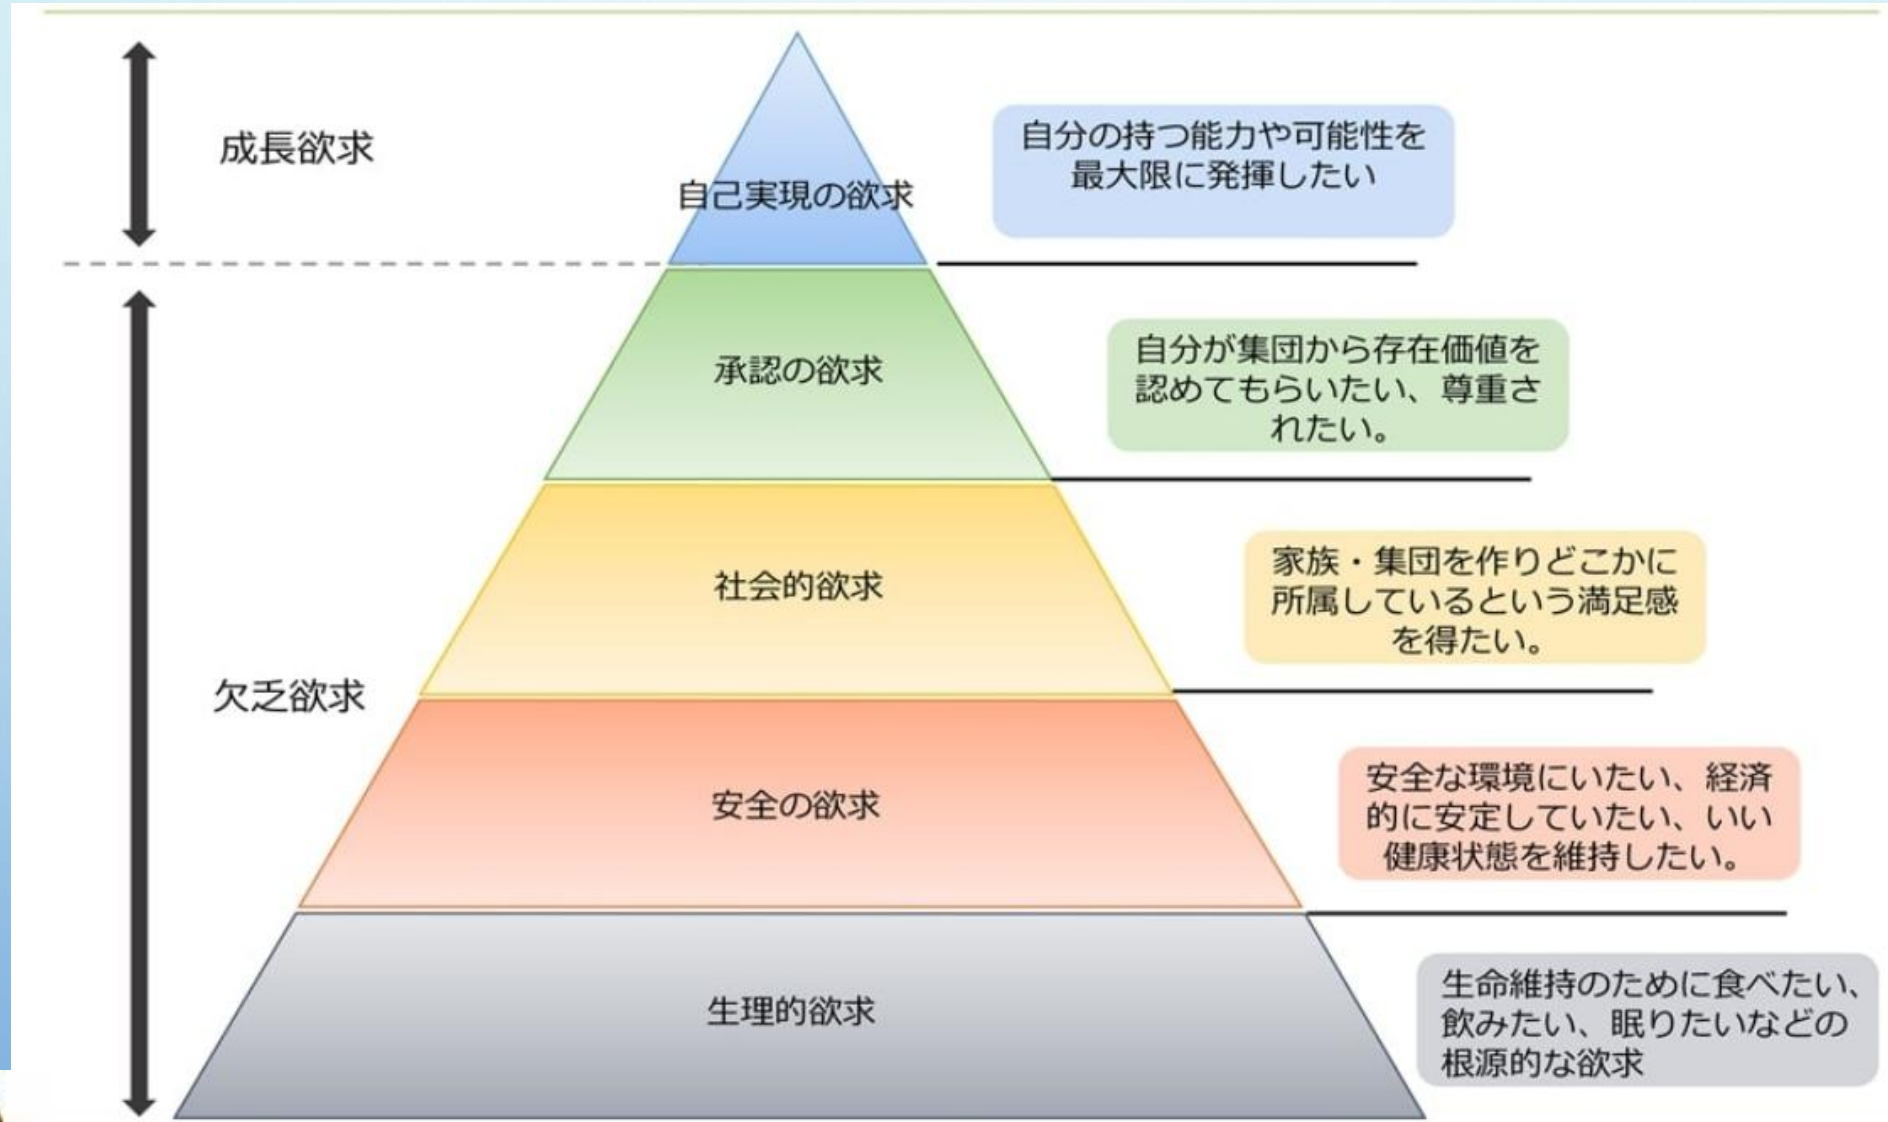 成長欲求
自己実現の欲求
自分の持つ能力や可能性を
最大限に発揮したい
承認の欲求
自分が集団から存在価値を
認めてもらいたい、尊重さ
れたい。
社会的欲求
家族・集団を作りどこかに
所属しているという満足感
を得たい。
欠乏欲求
安全の欲求
安全な環境にいたい、経済
的に安定していたい、いい
健康状態を維持したい。
生理的欲求
生命維持のために食べたい、
飲みたい、眠りたいなどの
根源的な欲求